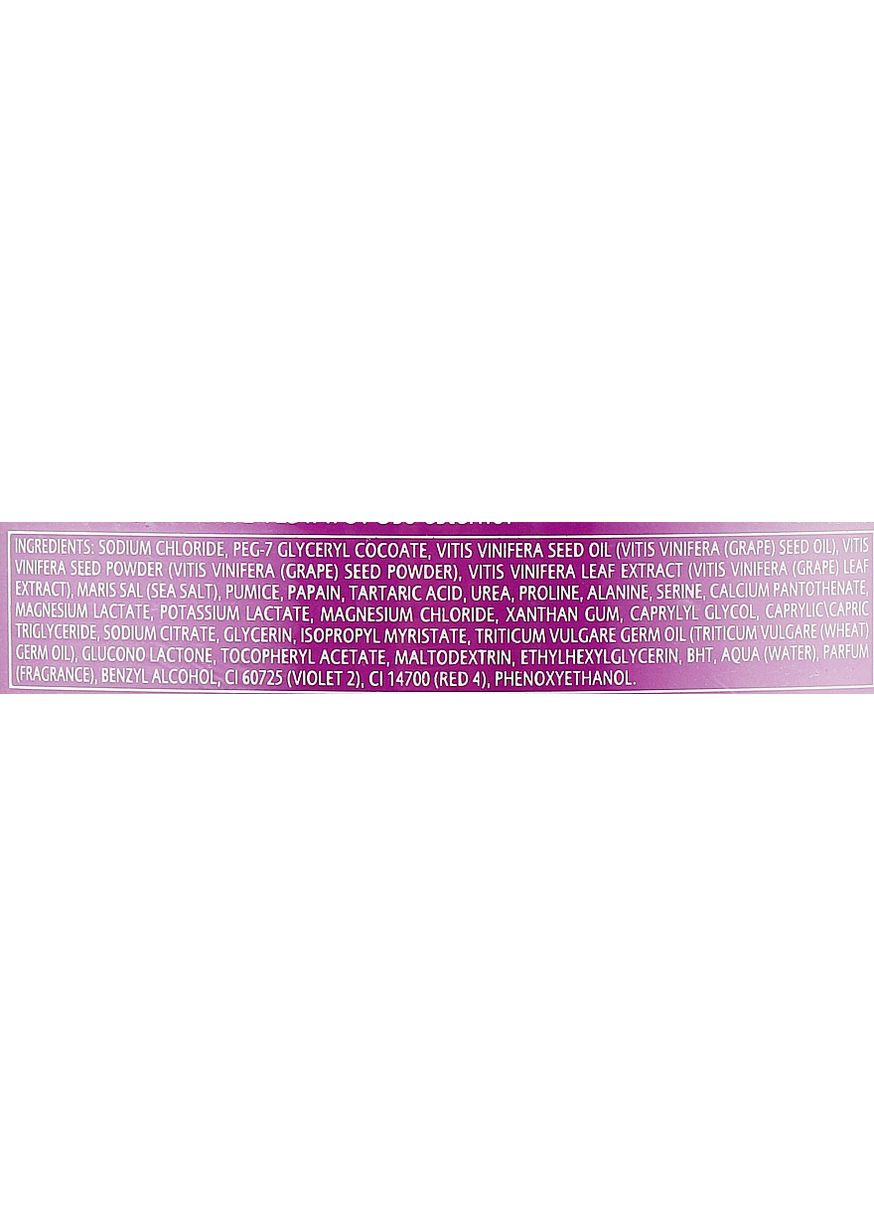 INGREDIENTS: SODIUM CHLORIDE, PEG-7 GLYCERYL COCOATE, VITIS VINIFERA SEED OIL (VITIS VINIFERA (GRAPE) SEED OIL), VITIS
VINIFERA SEED POWDER (VITIS VINIFERA (GRAPE) SEED POWDER), VITIS VINIFERA LEAF EXTRACT (VITIS VINIFERA (GRAPE) LEAF
EXTRACT), MARIS SAL (SEA SALT), PUMICE, PAPAIN, TARTARIC ACID, UREA, PROLINE, ALANINE, SERINE, CALCIUM PANTOTHENATE,
MAGNESIUM LACTATE, POTASSIUM LACTATE, MAGNESIUM CHLORIDE, XANTHAN GUM, CAPRYLYL GLYCOL, CAPRYLIC\CAPRIC
TRIGLYCERIDE, SODIUM CITRATE, GLYCERIN, ISOPROPYL MYRISTATE, TRITICUM VULGARE GERM OIL (TRITICUM VULGARE (WHEAT)
GERM OIL), GLUCONO LACTONE, TOCOPHERYL ACETATE, MALTODEXTRIN, ETHYLHEXYLGLYCERIN, BHT, AQUA (WATER), PARFUM
(FRAGRANCE), BENZYL ALCOHOL, CI 60725 (VIOLET 2), CI 14700 (RED 4), PHENOXYETHANOL.